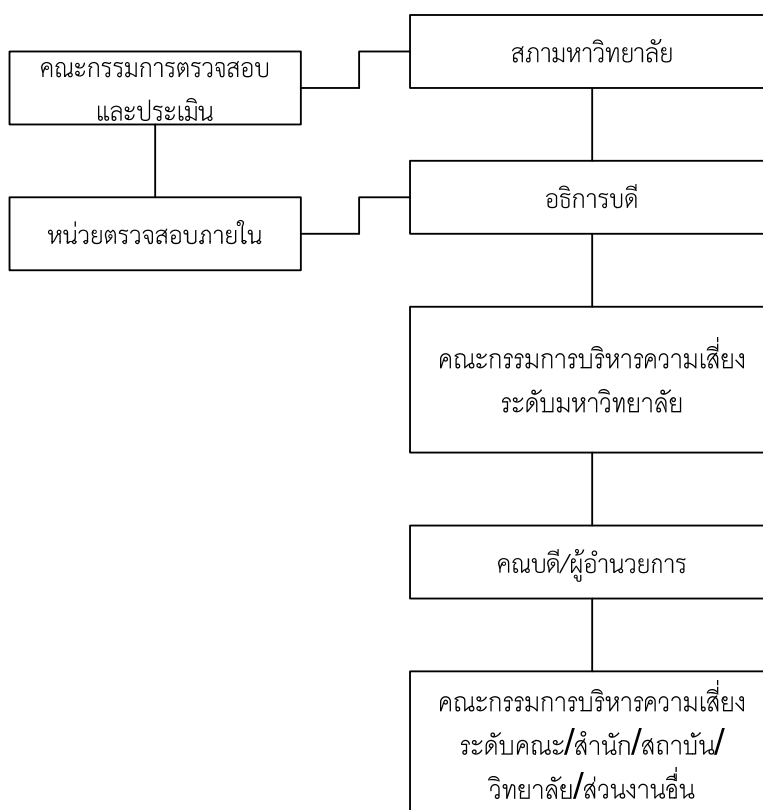 สภามหาวิทยาลัย
คณะกรรมการตรวจสอบ
และประเมิน
อธิการบดี
หน่วยตรวจสอบภายใน
คณะกรรมการบริหารความเสี่ยง
ระดับมหาวิทยาลัย
คณบดี/ผู้อำนวยการ
คณะกรรมการบริหารความเสี่ยง
ระดับคณะ/สำนัก/สถาบัน/
วิทยาลัย/ส่วนงานอื่น